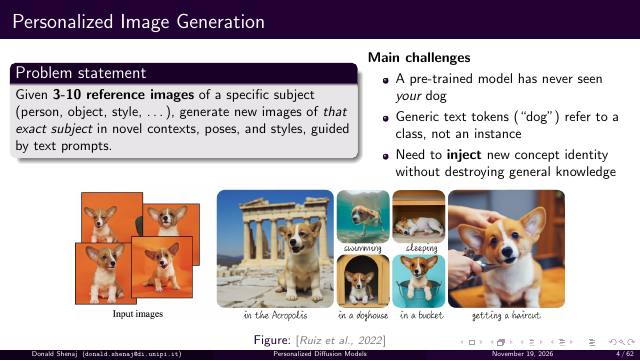 Personalized Image Generation
Problem statement
Given 3-10 reference images of a specific subject
(person, object, style, ...), generate new images of that
exact subject in novel contexts, poses, and styles, guided
by text prompts.
Main challenges
A pre-trained model has never seen
your dog
Generic text tokens (“dog”) refer to a
class, not an instance
Need to inject new concept identity
without destroying general knowledge
Input images
in the Acropolis
swimming
sleeping
in a doghouse
in a bucket
getting a haircut
Figure: [Ruiz et al., 2022]
Donald Shenaj (donald.shenaj@di.unipi.it)
Personalized Diffusion Models
November 19, 2026
4 / 62